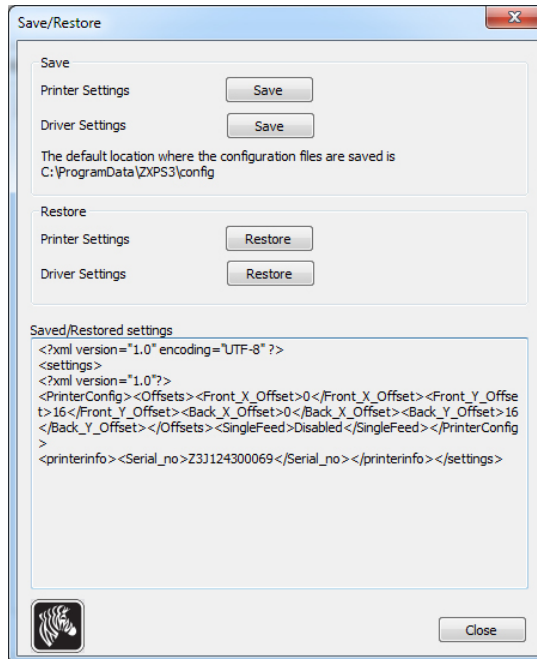 Save/Restore
Save
Printer Settings
Save
Driver Settings
Save
The default location where the configuration files are saved is
C:\ProgramData\ZXPS3\config
Restore
Printer Settings
Restore
Driver Settings
Restore
Saved/Restored settings
<?xml version="1.0" encoding="UTF-8" ?>
<settings>
<?xml version="1.0"?>
<PrinterConfig><Offsets><Front_X_Offset>0</Front_X_Offset><Front_Y_Offse
t>16</Front_Y_Offset><Back_X_Offset>0</Back_X_Offset><Back_Y_Offset>16
</Back_Y_Offset></Offsets><SingleFeed>Disabled</SingleFeed></PrinterConfig
>
<printerinfo><Serial_no>Z3J124300069</Serial_no></printerinfo></settings>
Close